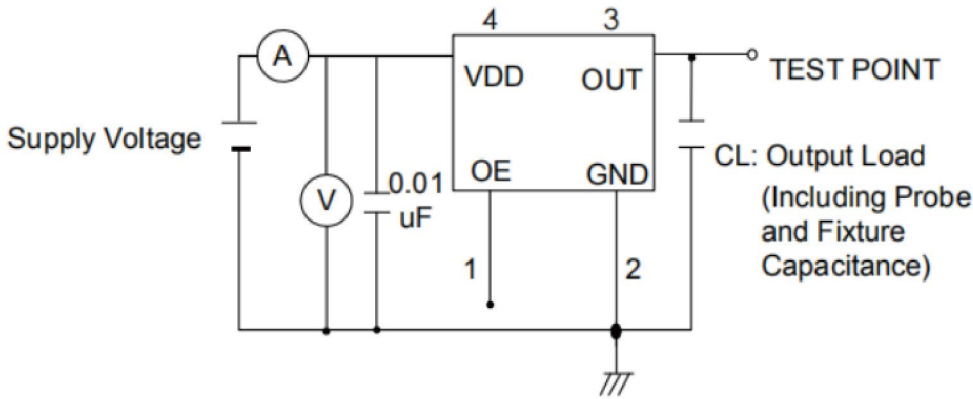 4
3
A
VDD
OUT
TEST POINT
Supply Voltage
V
0.01
uF
OE
GND
CL: Output Load
(Including Probe
and Fixture
Capacitance)
1
2